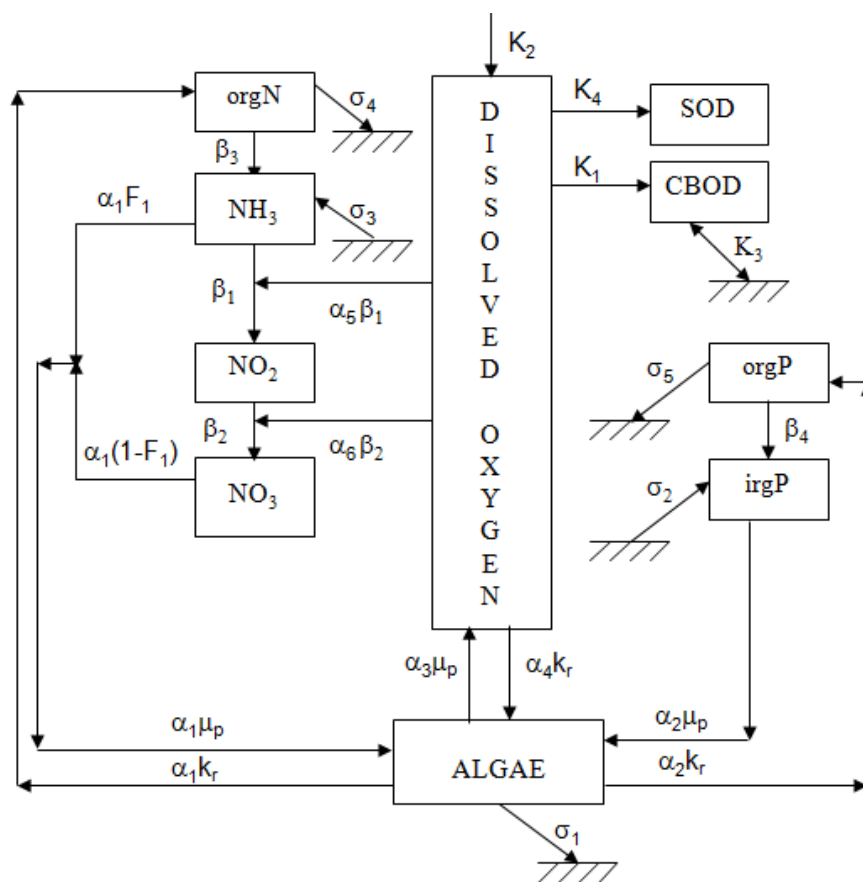 K₂
orgN
σ₄
K₄
SOD
β₃
K₁
CBOD
α₁F₁
NH₃
σ₃
K₃
β₁
α₅β₁
DISSOLVED OXYGEN
NO₂
σ₅
orgP
β₂
α₆β₂
β₄
α₁(1-F₁)
NO₃
σ₂
irgP
α₃μₚ
α₄kᵣ
α₁μₚ
α₂μₚ
α₁kᵣ
ALGAE
α₂kᵣ
σ₁